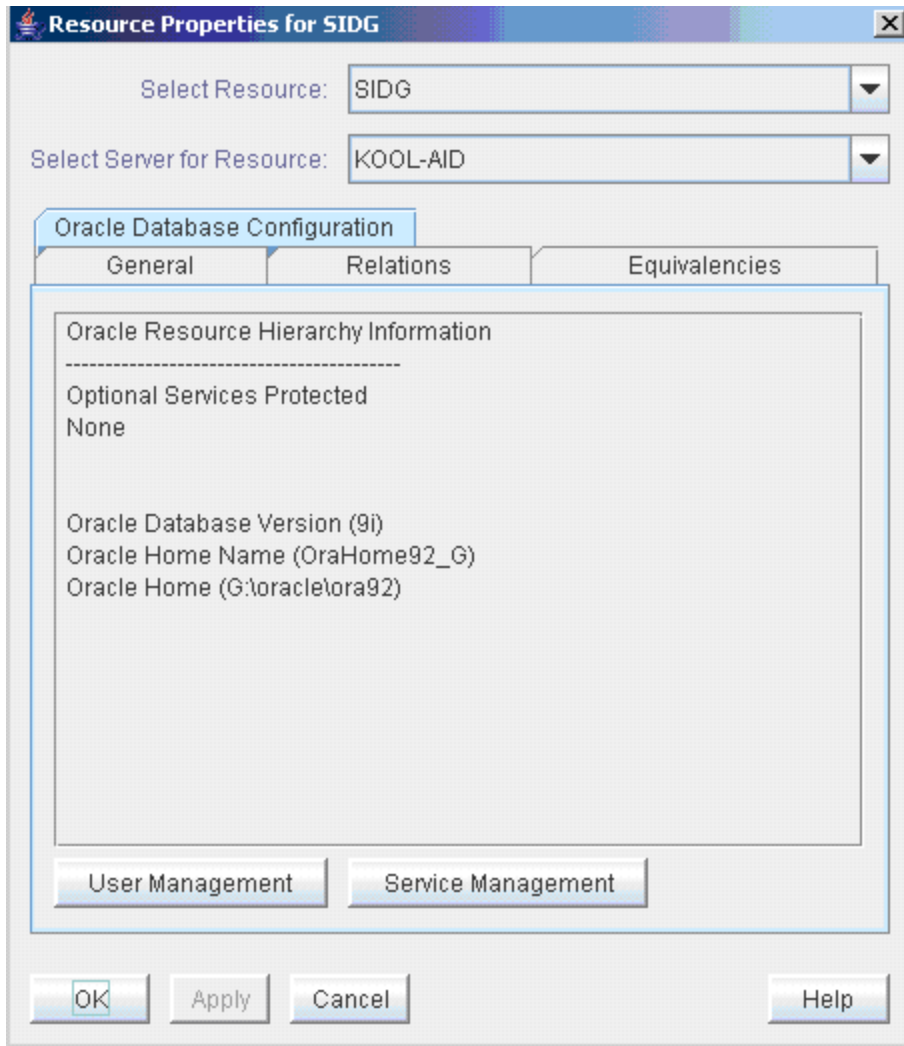 Resource Properties for SIDG
Select Resource: SIDG
Select Server for Resource: KOOL-AID
Oracle Database Configuration
General Relations Equivalencies
Oracle Resource Hierarchy Information
------------------------------------------
Optional Services Protected
None
Oracle Database Version (9i)
Oracle Home Name (OraHome92_G)
Oracle Home (G:\oracle\ora92)
User Management Service Management
OK Apply Cancel Help